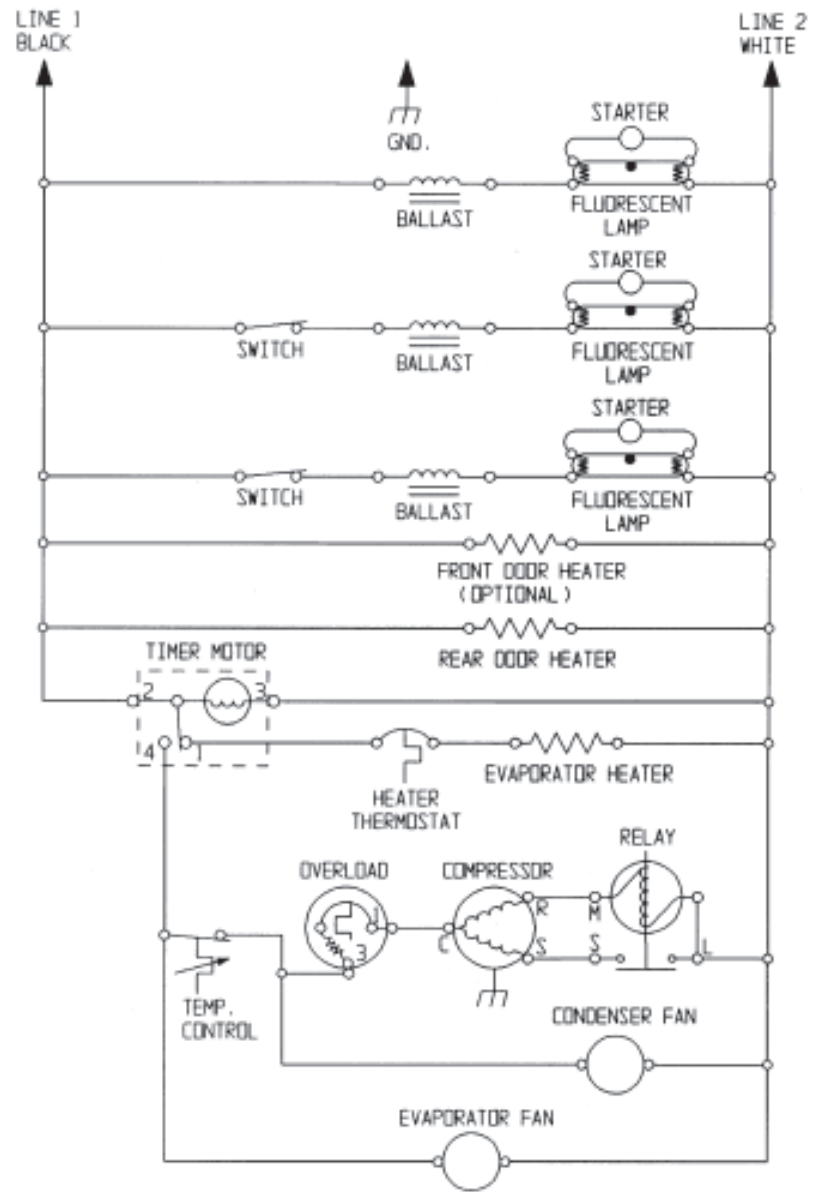 LINE 1
BLACK
LINE 2
WHITE
GND.
STARTER
BALLAST
FLUORESCENT
LAMP
STARTER
SWITCH
BALLAST
FLUORESCENT
LAMP
STARTER
SWITCH
BALLAST
FLUORESCENT
LAMP
FRONT DOOR HEATER
(OPTIONAL)
REAR DOOR HEATER
TIMER MOTOR
2
3
4
1
HEATER
THERMOSTAT
EVAPORATOR HEATER
RELAY
OVERLOAD
COMPRESSOR
1
3
C
R
S
M
S
L
TEMP.
CONTROL
CONDENSER FAN
EVAPORATOR FAN